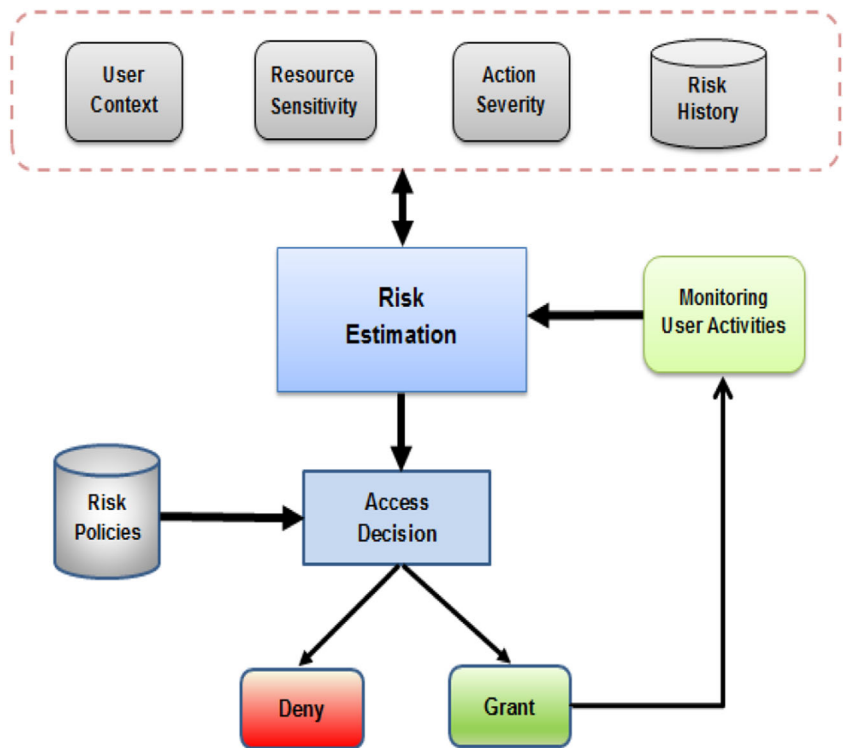 User
Context
Resource
Sensitivity
Action
Severity
Risk
History
Risk
Estimation
Monitoring
User Activities
Risk
Policies
Access
Decision
Deny
Grant